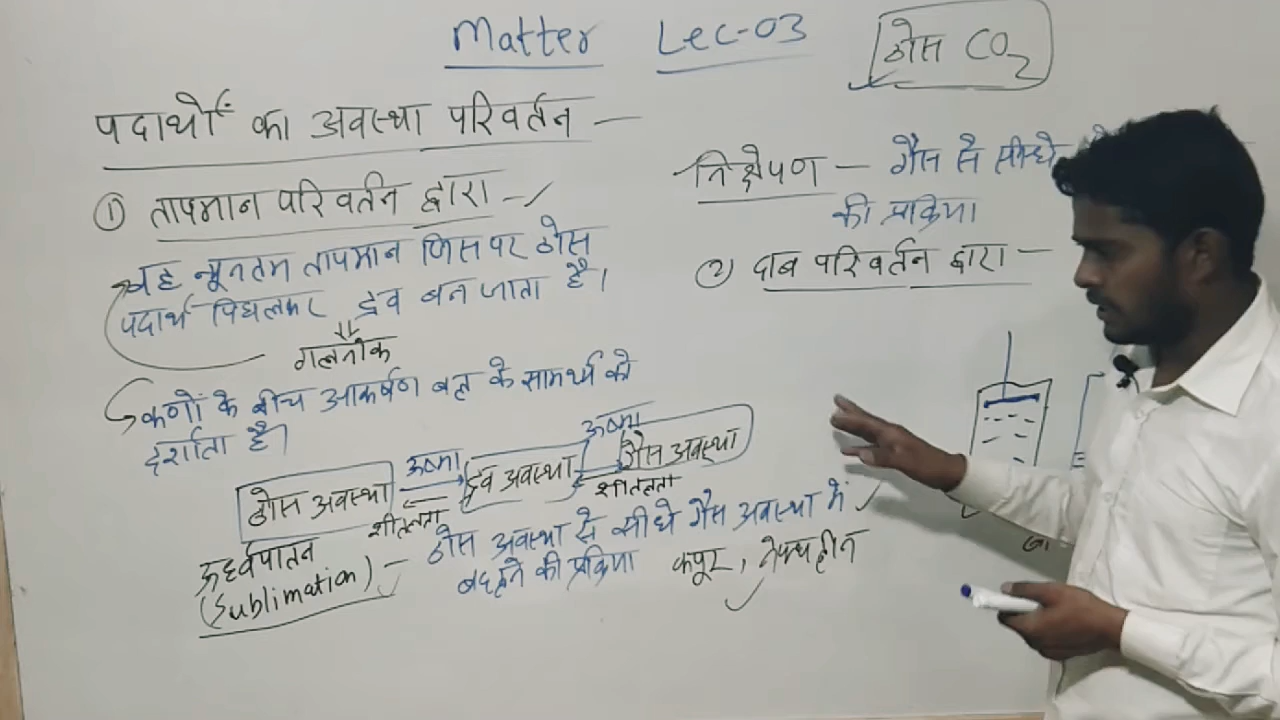 Matter Lec-03
ठोस CO2
पदार्थों का अवस्था परिवर्तन —
① तापमान परिवर्तन द्वारा -
वह न्यूनतम तापमान जिस पर ठोस
पदार्थ पिघलकर द्रव बन जाता है।
गलनांक
कणों के बीच आकर्षण बल के सामर्थ्य को
दर्शाता है।
ठोस अवस्था ऊष्मा शीतलता द्रव अवस्था ऊष्मा शीतलता गैस अवस्था
ऊर्ध्वपातन
(Sublimation) - ठोस अवस्था से सीधे गैस अवस्था में
बदलने की प्रक्रिया कपूर, नेफ्थलीन
निक्षेपण — गैस से सीधे
की प्रक्रिया
② दाब परिवर्तन द्वारा —